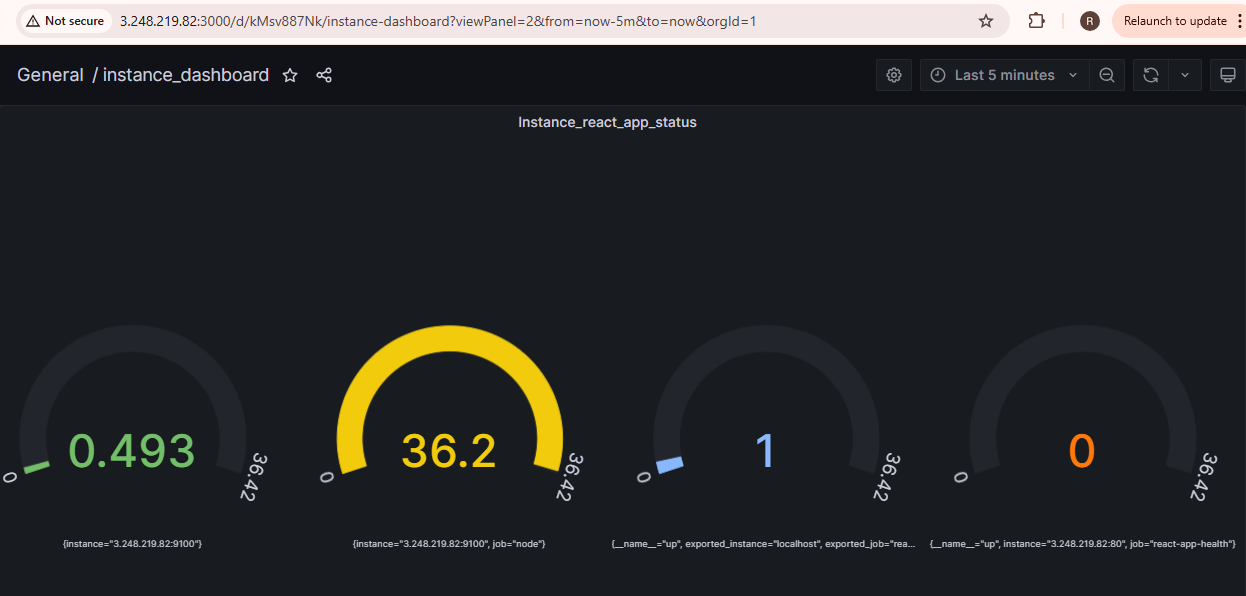 Not secure 3.248.219.82:3000/d/kMsv887Nk/instance-dashboard?viewPanel=2&from=now-5m&to=now&orgId=1 R Relaunch to update
General / instance_dashboard Last 5 minutes
Instance_react_app_status
0.493 0 36.42
36.2 0 36.42
1 0 36.42
0 0 36.42
{instance="3.248.219.82:9100"}
{instance="3.248.219.82:9100", job="node"}
{__name__="up", exported_instance="localhost", exported_job="rea...
{__name__="up", instance="3.248.219.82:80", job="react-app-health"}